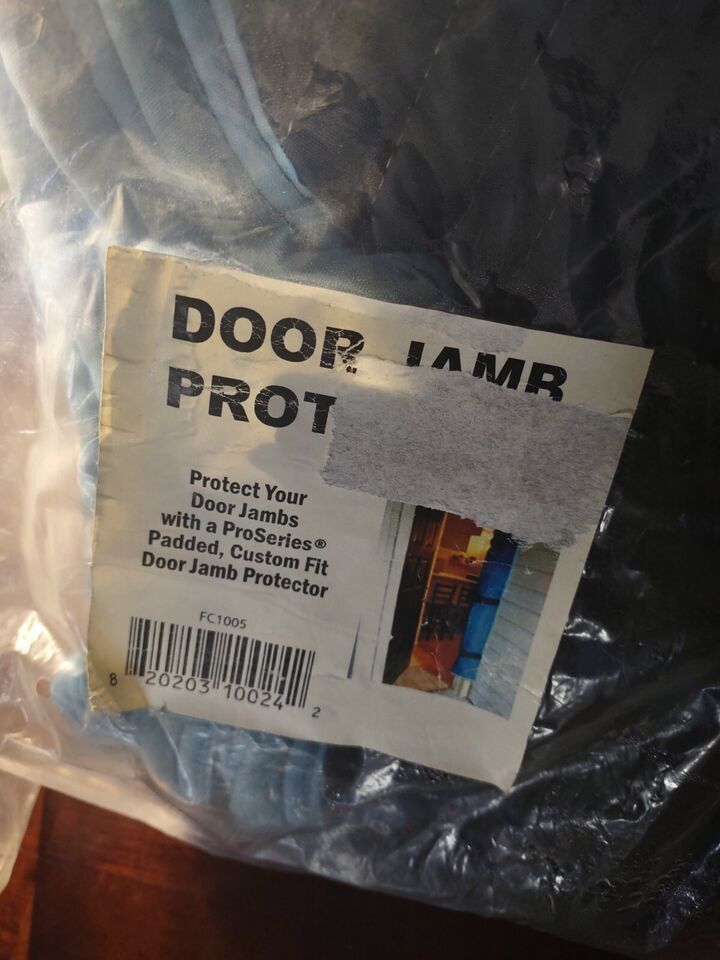 DOOR JAMB
PROT
Protect Your
Door Jambs
with a ProSeries®
Padded, Custom Fit
Door Jamb Protector
FC1005
8 20203 10024 2